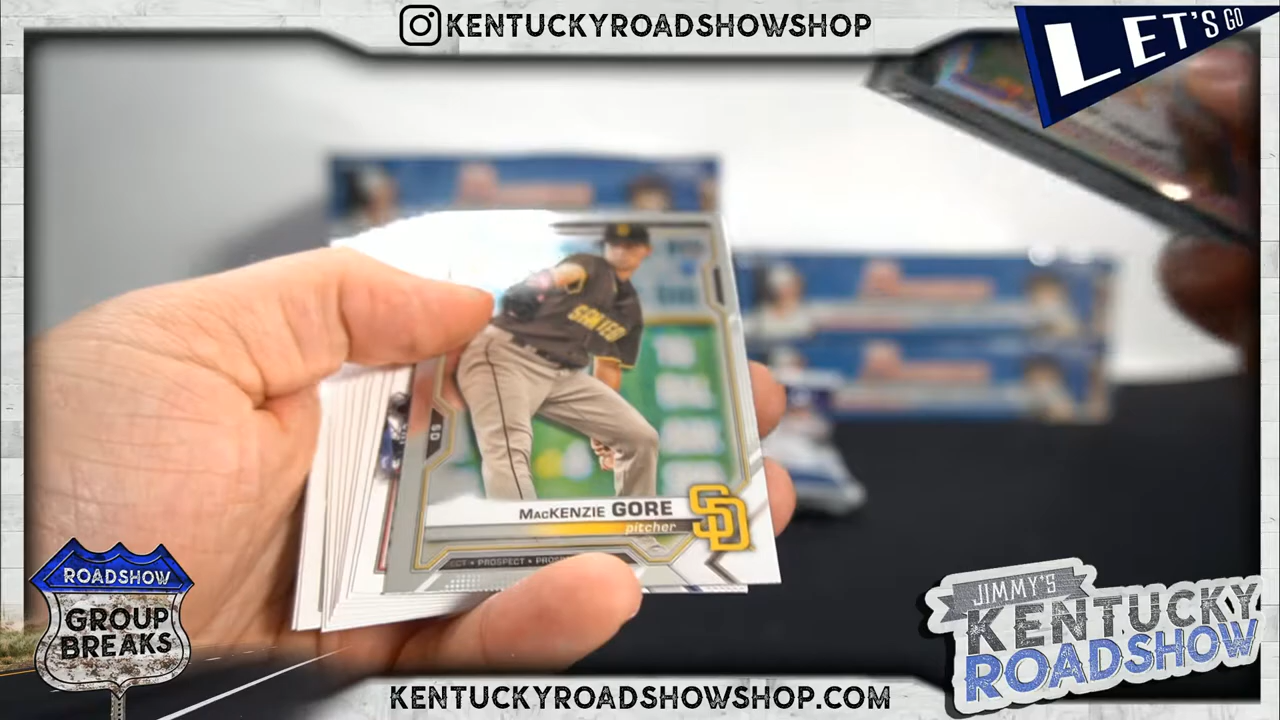 KENTUCKYROADSHOWSHOP
LET'S GO
SAN DIEGO
SD
MACKENZIE GORE
pitcher
SD
PROSPECT
ROADSHOW
GROUP
BREAKS
JIMMY'S
KENTUCKY
ROADSHOW
KENTUCKYROADSHOWSHOP.COM